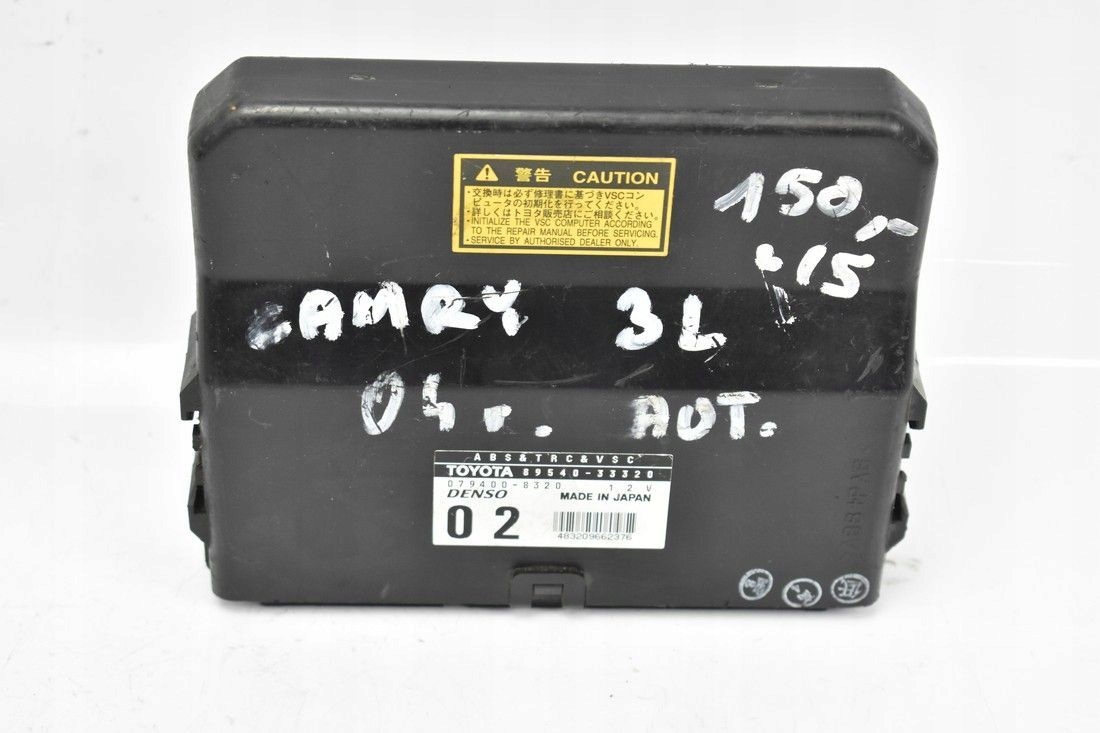 ⚠ 警告 CAUTION
・交換時は必ず修理書に基づきVSCコン
ピュータの初期化を行ってください。
・詳しくはトヨタ販売店にご相談ください。
・INITIALIZE THE VSC COMPUTER ACCORDING
TO THE REPAIR MANUAL BEFORE SERVICING.
・SERVICE BY AUTHORISED DEALER ONLY.
150,-
-15
CAMRY 3L
04 r. AUT.
ABS&TRC&VSC
TOYOTA 89540-33320
079400-8320 12V
DENSO MADE IN JAPAN
02
483209662376
低